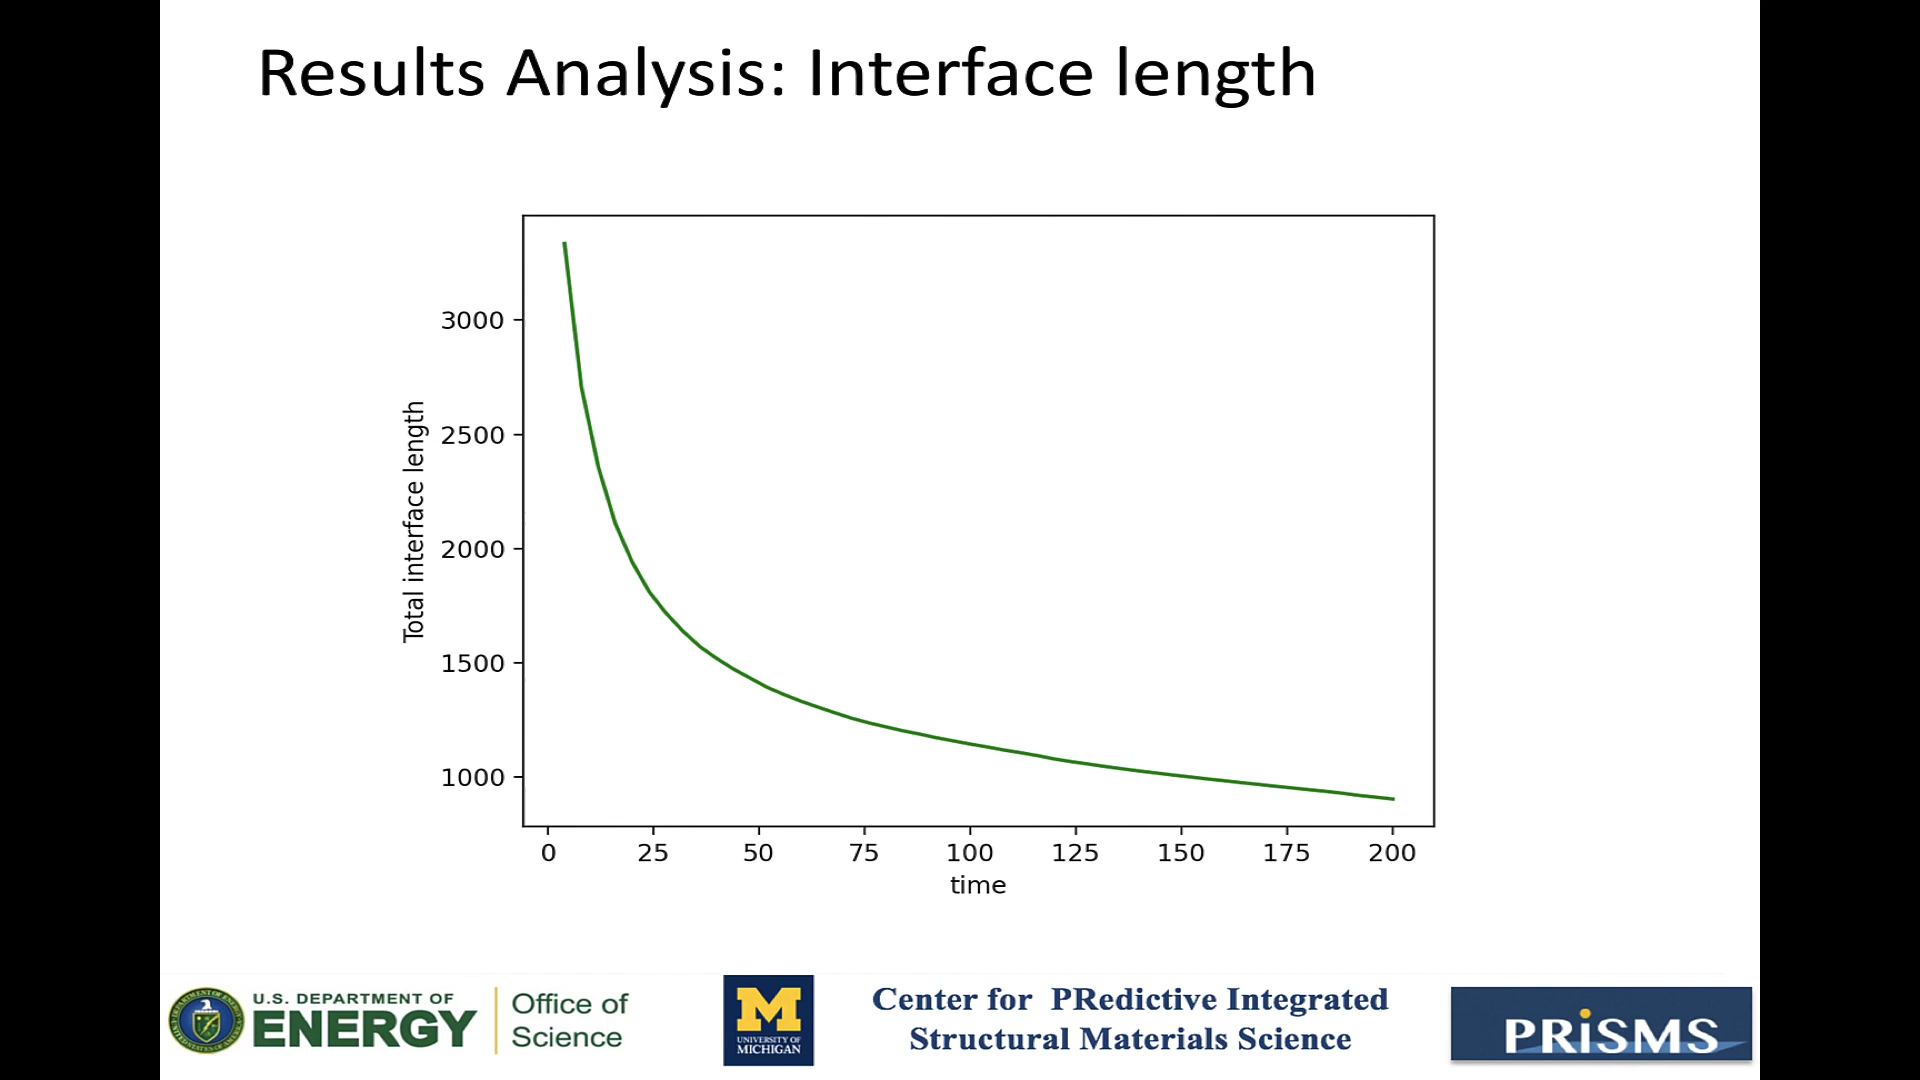 Results Analysis: Interface length
Total interface length
3000
2500
2000
1500
1000
0 25 50 75 100 125 150 175 200
time
U.S. DEPARTMENT OF
ENERGY
Office of
Science
M
UNIVERSITY OF
MICHIGAN
Center for PRedictive Integrated
Structural Materials Science
PRiSMS